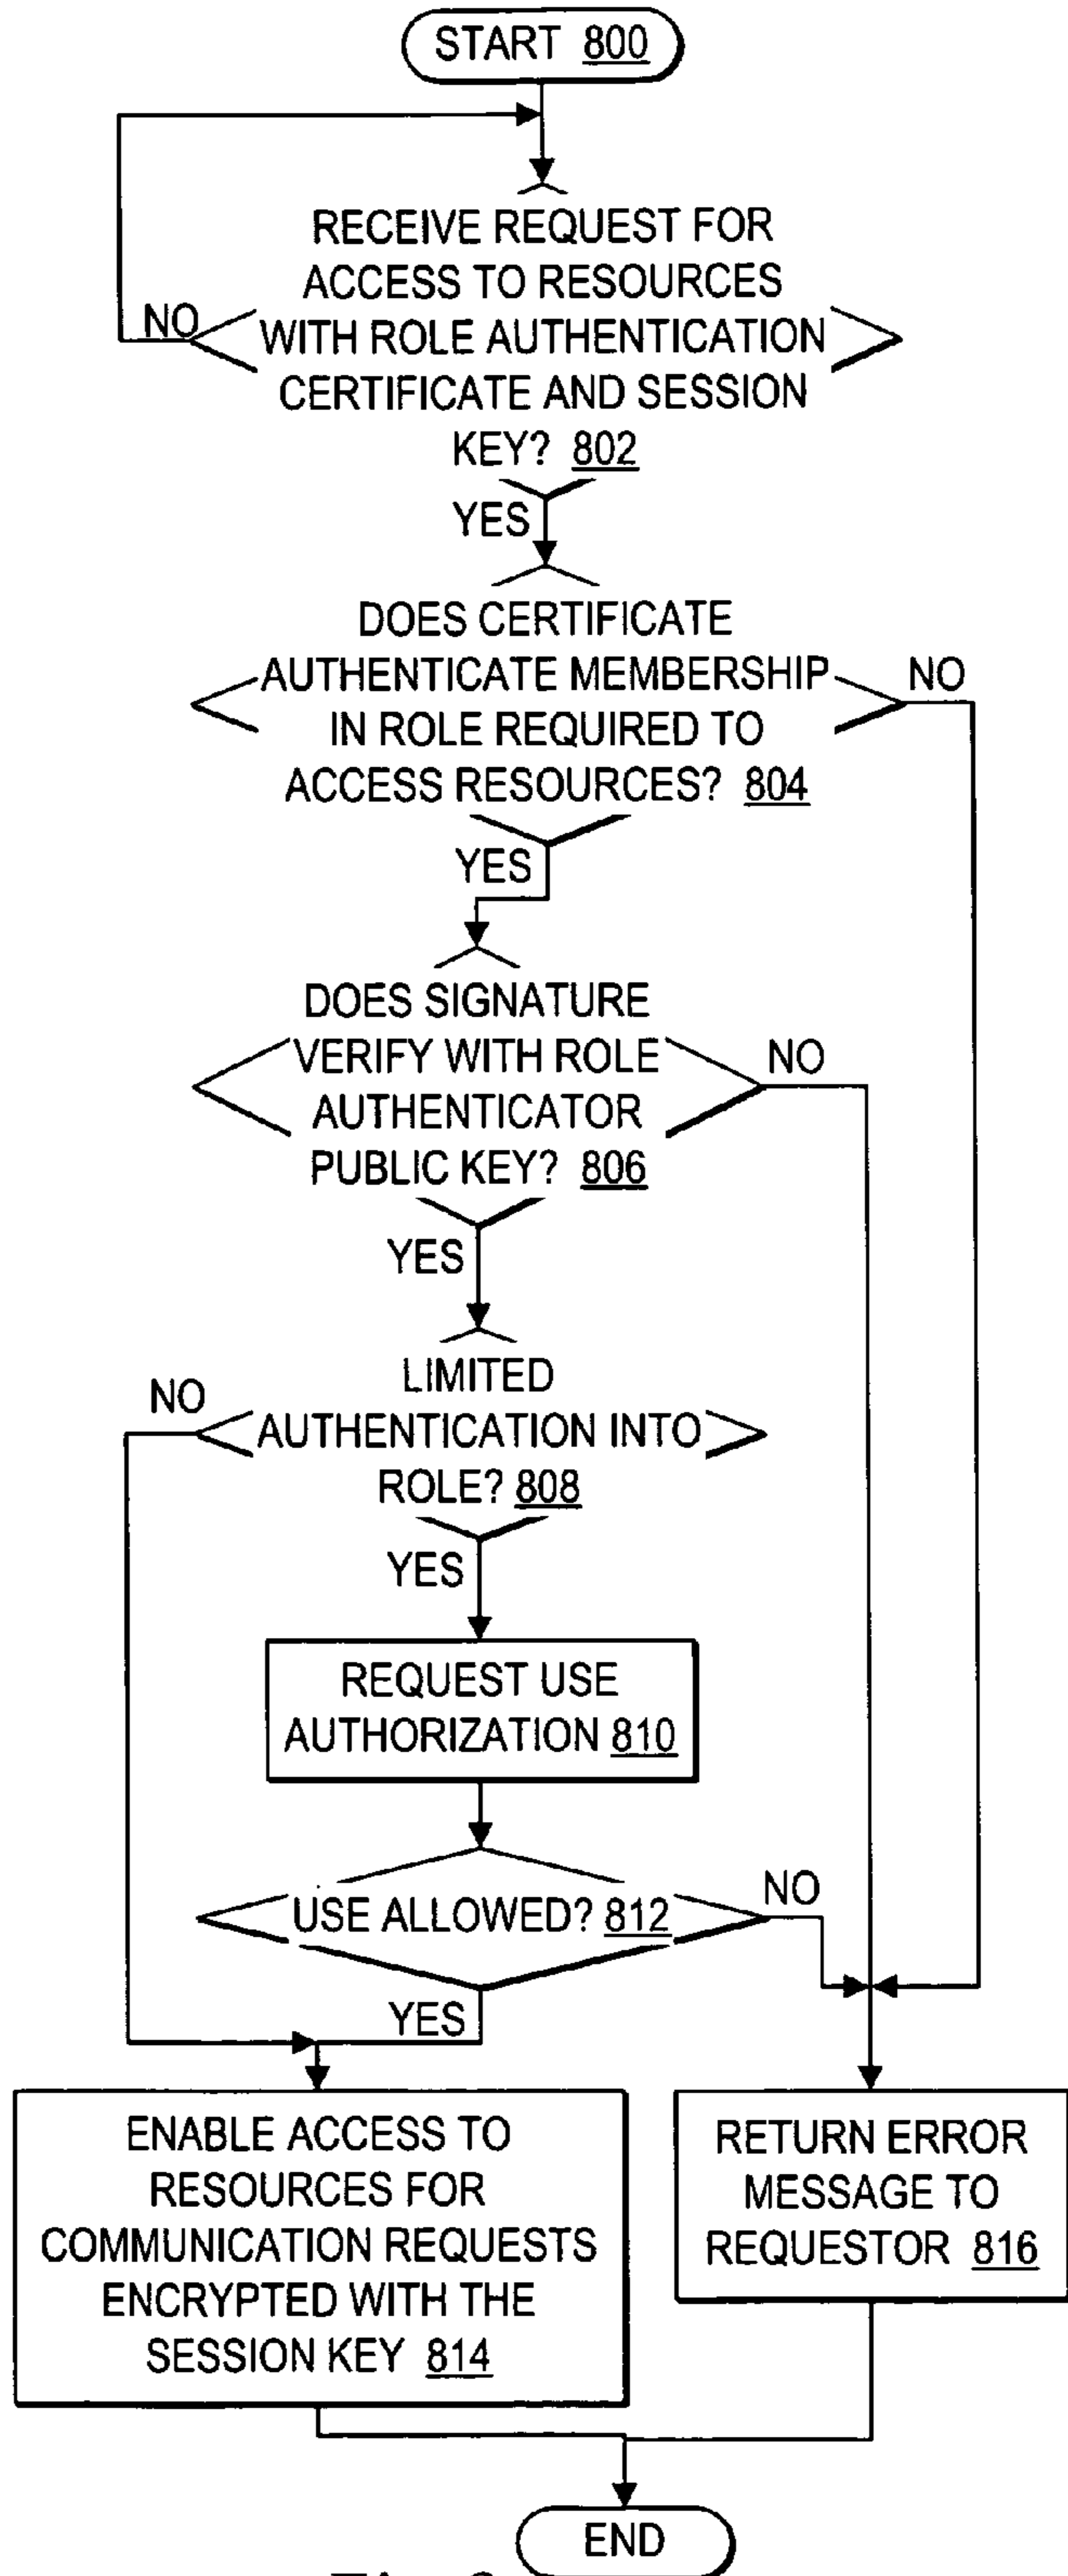 START 800
RECEIVE REQUEST FOR
ACCESS TO RESOURCES
NO
WITH ROLE AUTHENTICATION
CERTIFICATE AND SESSION
KEY? 802
YES
DOES CERTIFICATE
AUTHENTICATE MEMBERSHIP
NO
IN ROLE REQUIRED TO
ACCESS RESOURCES? 804
YES
DOES SIGNATURE
VERIFY WITH ROLE
NO
AUTHENTICATOR
PUBLIC KEY? 806
YES
LIMITED
NO
AUTHENTICATION INTO
ROLE? 808
YES
REQUEST USE
AUTHORIZATION 810
USE ALLOWED? 812
NO
YES
ENABLE ACCESS TO
RESOURCES FOR
COMMUNICATION REQUESTS
ENCRYPTED WITH THE
SESSION KEY 814
RETURN ERROR
MESSAGE TO
REQUESTOR 816
END